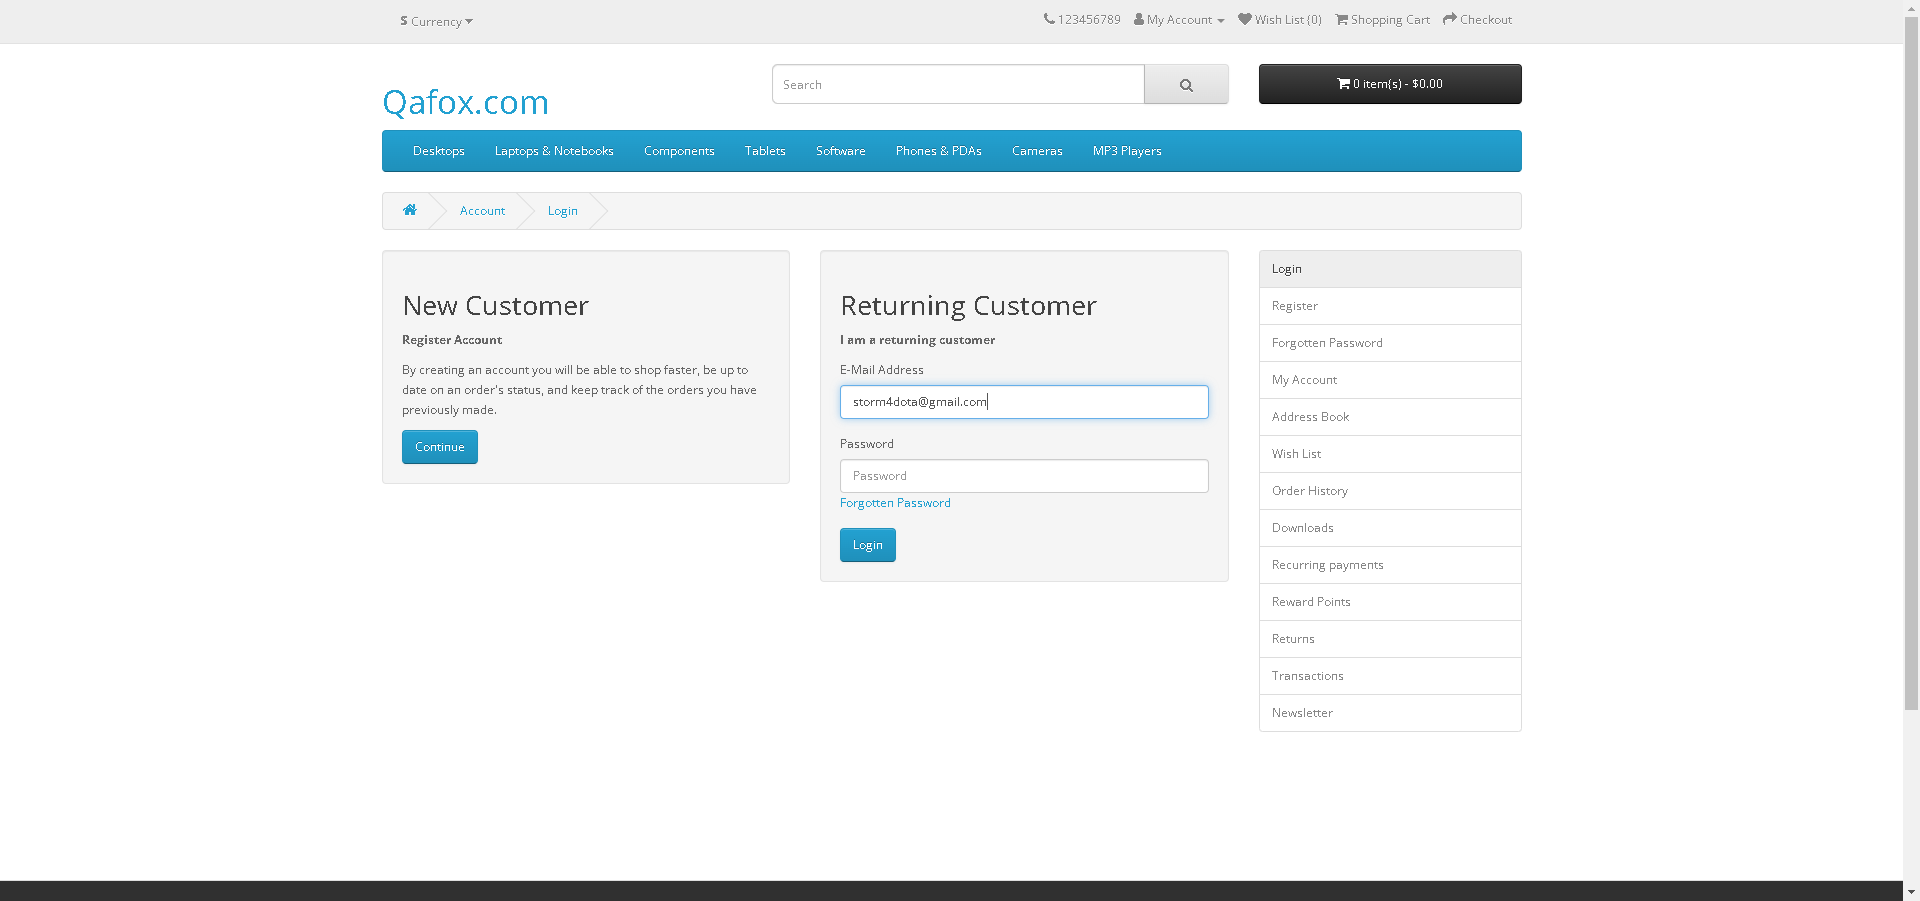 $ Currency
123456789 My Account Wish List (0) Shopping Cart Checkout
Qafox.com
Search
0 item(s) - $0.00
Desktops Laptops & Notebooks Components Tablets Software Phones & PDAs Cameras MP3 Players
Account Login
New Customer
Register Account
By creating an account you will be able to shop faster, be up to
date on an order's status, and keep track of the orders you have
previously made.
Continue
Returning Customer
I am a returning customer
E-Mail Address
storm4dota@gmail.com
Password
Password
Forgotten Password
Login
Login
Register
Forgotten Password
My Account
Address Book
Wish List
Order History
Downloads
Recurring payments
Reward Points
Returns
Transactions
Newsletter